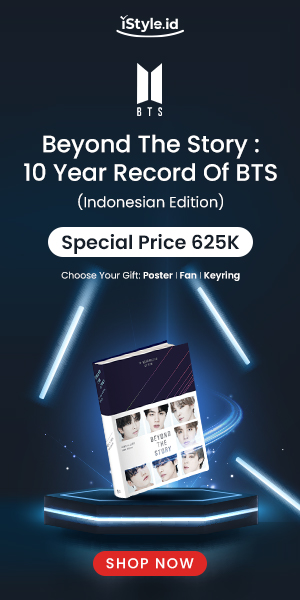 iStyle.id
BTS
Beyond The Story :
10 Year Record Of BTS
(Indonesian Edition)
Special Price 625K
Choose Your Gift: Poster | Fan | Keyring
BEYOND
THE
STORY
SHOP NOW